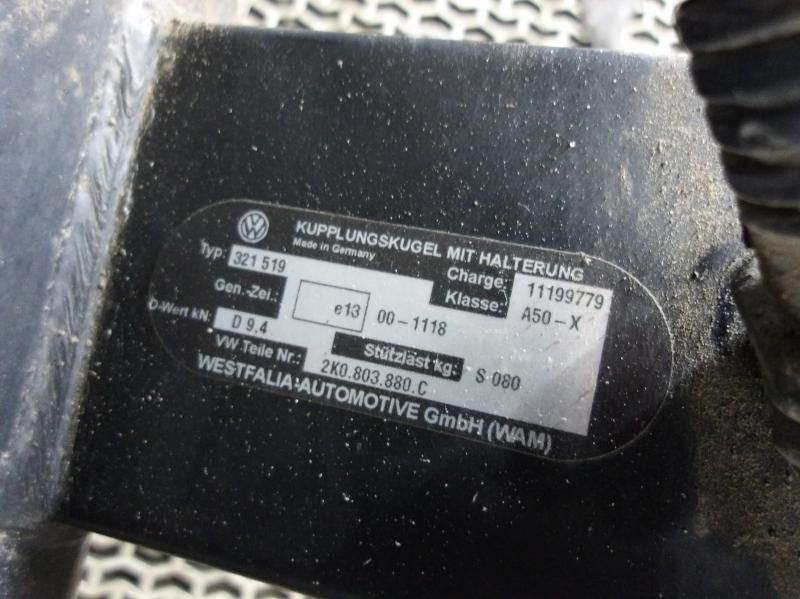 VW
KUPPLUNGSKUGEL MIT HALTERUNG
Made in Germany
Typ: 321 519
Charge: 11199779
Gen.-Zei.: e13 00-1118
Klasse: A50-X
D-Wert kN: D 9,4
Stützlast kg: S 080
VW Teile Nr.: 2K0.803.880.C
WESTFALIA-AUTOMOTIVE GmbH (WAM)